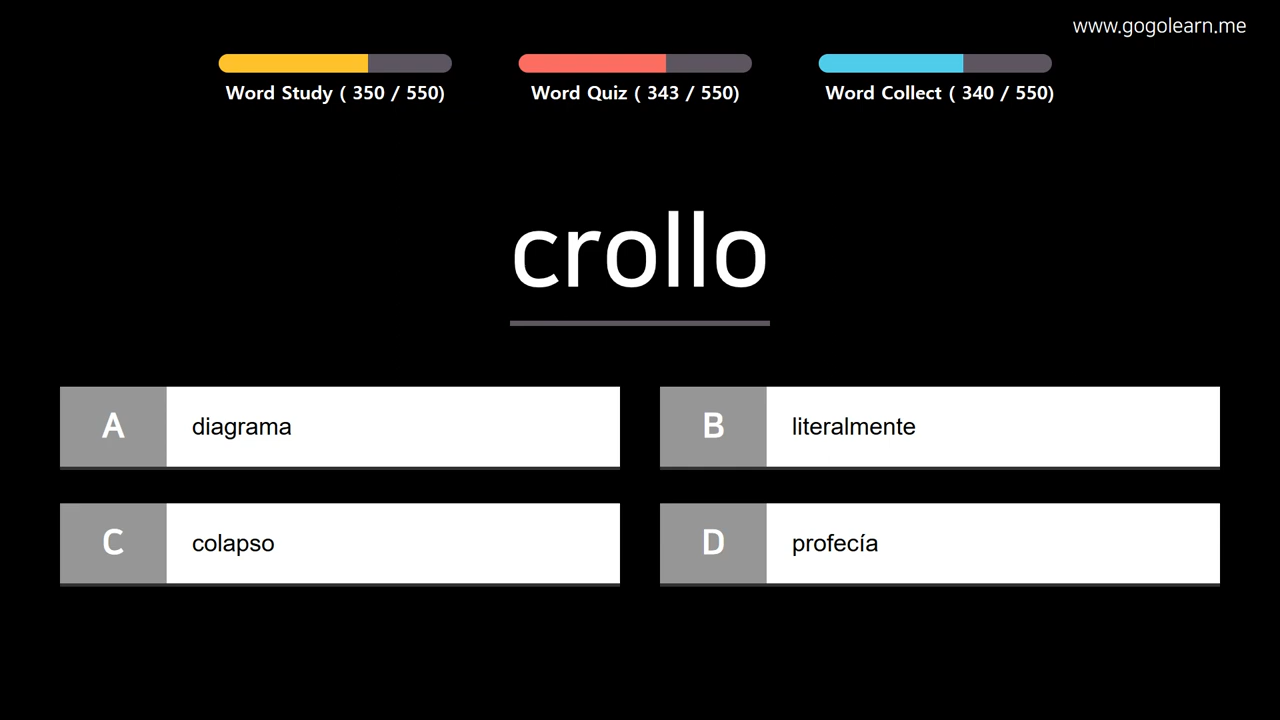 www.gogolearn.me
Word Study ( 350 / 550)
Word Quiz ( 343 / 550)
Word Collect ( 340 / 550)
crollo
A diagrama
B literalmente
C colapso
D profecía